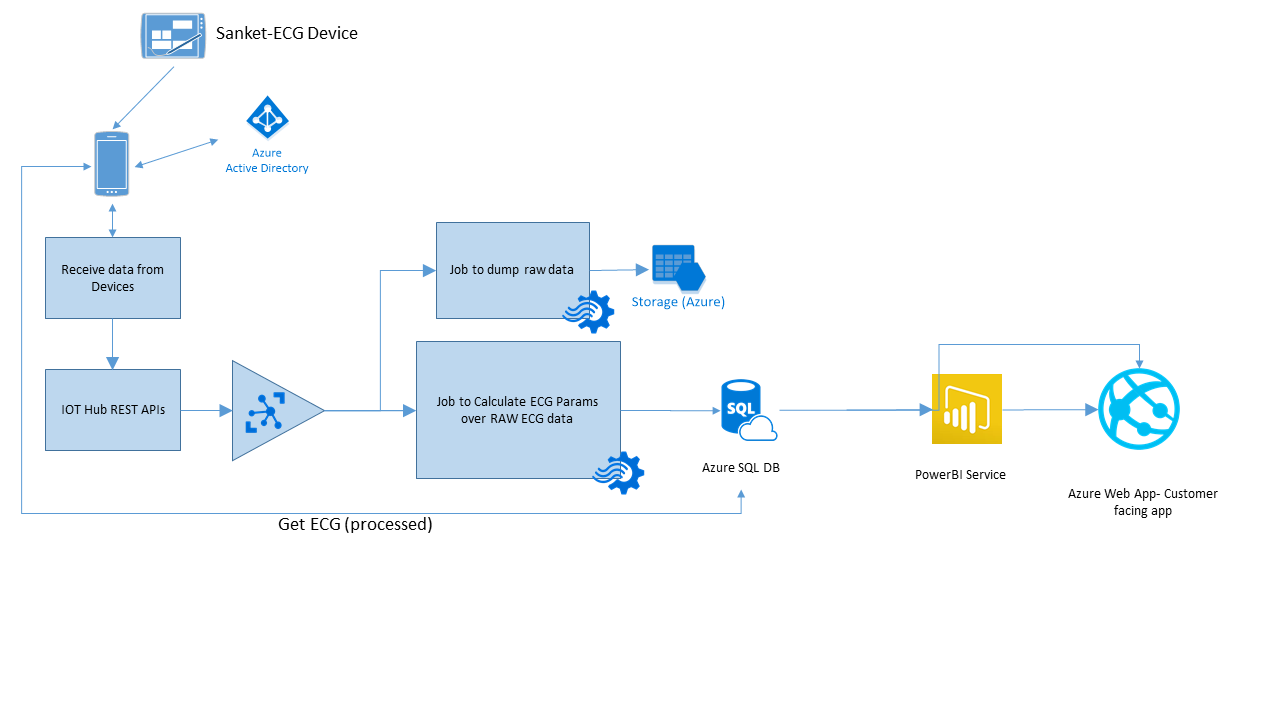 Sanket-ECG Device
Azure
Active Directory
Receive data from
Devices
Job to dump raw data
Storage (Azure)
IOT Hub REST APIs
Job to Calculate ECG Params
over RAW ECG data
SQL
Azure SQL DB
PowerBI Service
Azure Web App- Customer
facing app
Get ECG (processed)